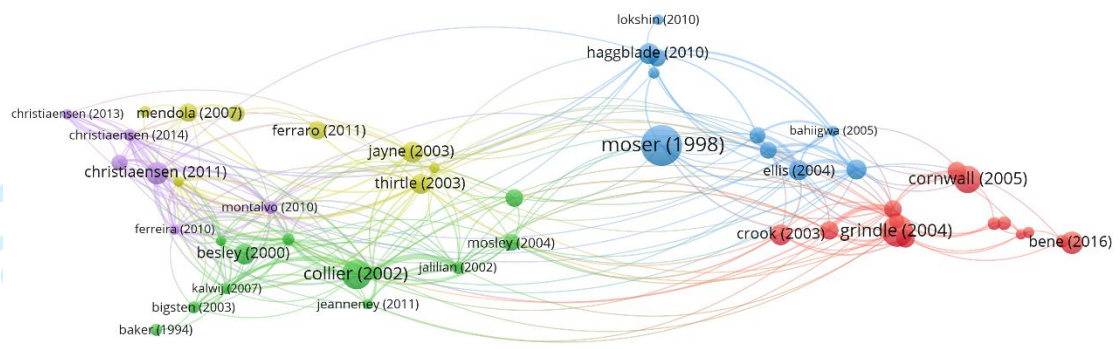 lokshin (2010)
haggblade (2010)
christiaensen (2013)
mendola (2007)
christiaensen (2014)
ferraro (2011)
bahiigwa (2005)
moser (1998)
jayne (2003)
christiaensen (2011)
ellis (2004)
thirtle (2003)
cornwall (2005)
montalvo (2010)
ferreira (2010)
crook (2003)
grindle (2004)
mosley (2004)
bene (2016)
besley (2000)
jalilian (2002)
collier (2002)
kalwij (2007)
bigsten (2003)
jeanneney (2011)
baker (1994)